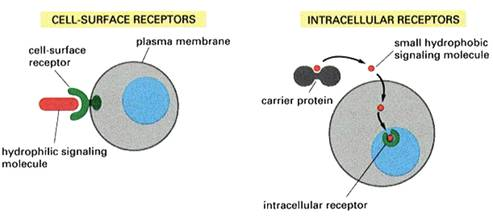 CELL-SURFACE RECEPTORS
plasma membrane
cell-surface
receptor
hydrophilic signaling
molecule
INTRACELLULAR RECEPTORS
small hydrophobic
signaling molecule
carrier protein
intracellular receptor